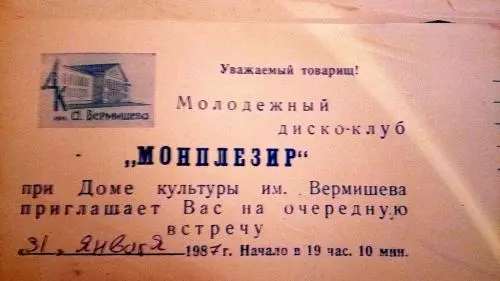 Уважаемый товарищ!
ДК
им. А. Вермишева
Молодежный
диско-клуб
„МОНПЛЕЗИР"
при Доме культуры им. Вермишева
приглашает Вас на очередную
встречу
31, января 1987 г. Начало в 19 час. 10 мин.